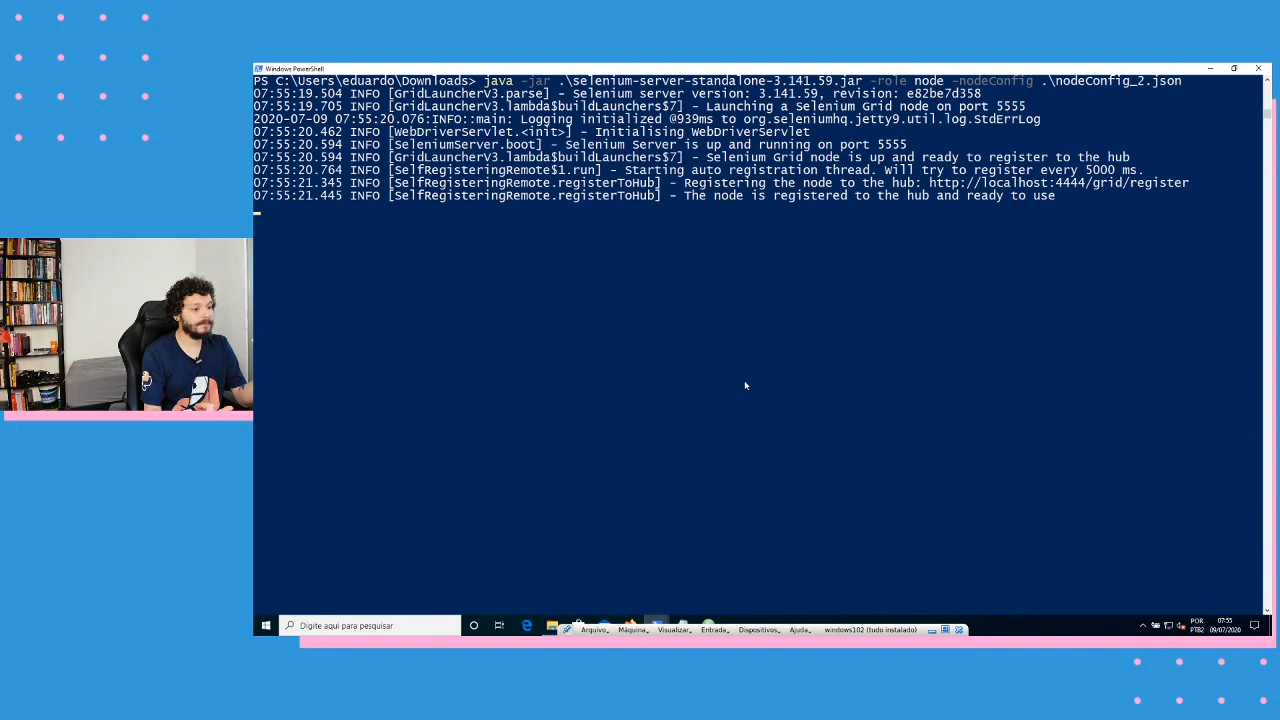 Windows PowerShell
PS C:\Users\eduardo\Downloads> java -jar .\selenium-server-standalone-3.141.59.jar -role node -nodeConfig .\nodeConfig_2.json
07:55:19.504 INFO [GridLauncherV3.parse] - Selenium server version: 3.141.59, revision: e82be7d358
07:55:19.705 INFO [GridLauncherV3.lambda$buildLaunchers$7] - Launching a Selenium Grid node on port 5555
2020-07-09 07:55:20.076:INFO::main: Logging initialized @939ms to org.seleniumhq.jetty9.util.log.StdErrLog
07:55:20.462 INFO [WebDriverServlet.<init>] - Initialising WebDriverServlet
07:55:20.594 INFO [SeleniumServer.boot] - Selenium Server is up and running on port 5555
07:55:20.594 INFO [GridLauncherV3.lambda$buildLaunchers$7] - Selenium Grid node is up and ready to register to the hub
07:55:20.764 INFO [SelfRegisteringRemote$1.run] - Starting auto registration thread. Will try to register every 5000 ms.
07:55:21.345 INFO [SelfRegisteringRemote.registerToHub] - Registering the node to the hub: http://localhost:4444/grid/register
07:55:21.445 INFO [SelfRegisteringRemote.registerToHub] - The node is registered to the hub and ready to use
Digite aqui para pesquisar
Arquivo Máquina Visualizar Entrada Dispositivos Ajuda windows102 (tudo instalado)
POR 07:55
PTB2 09/07/2020